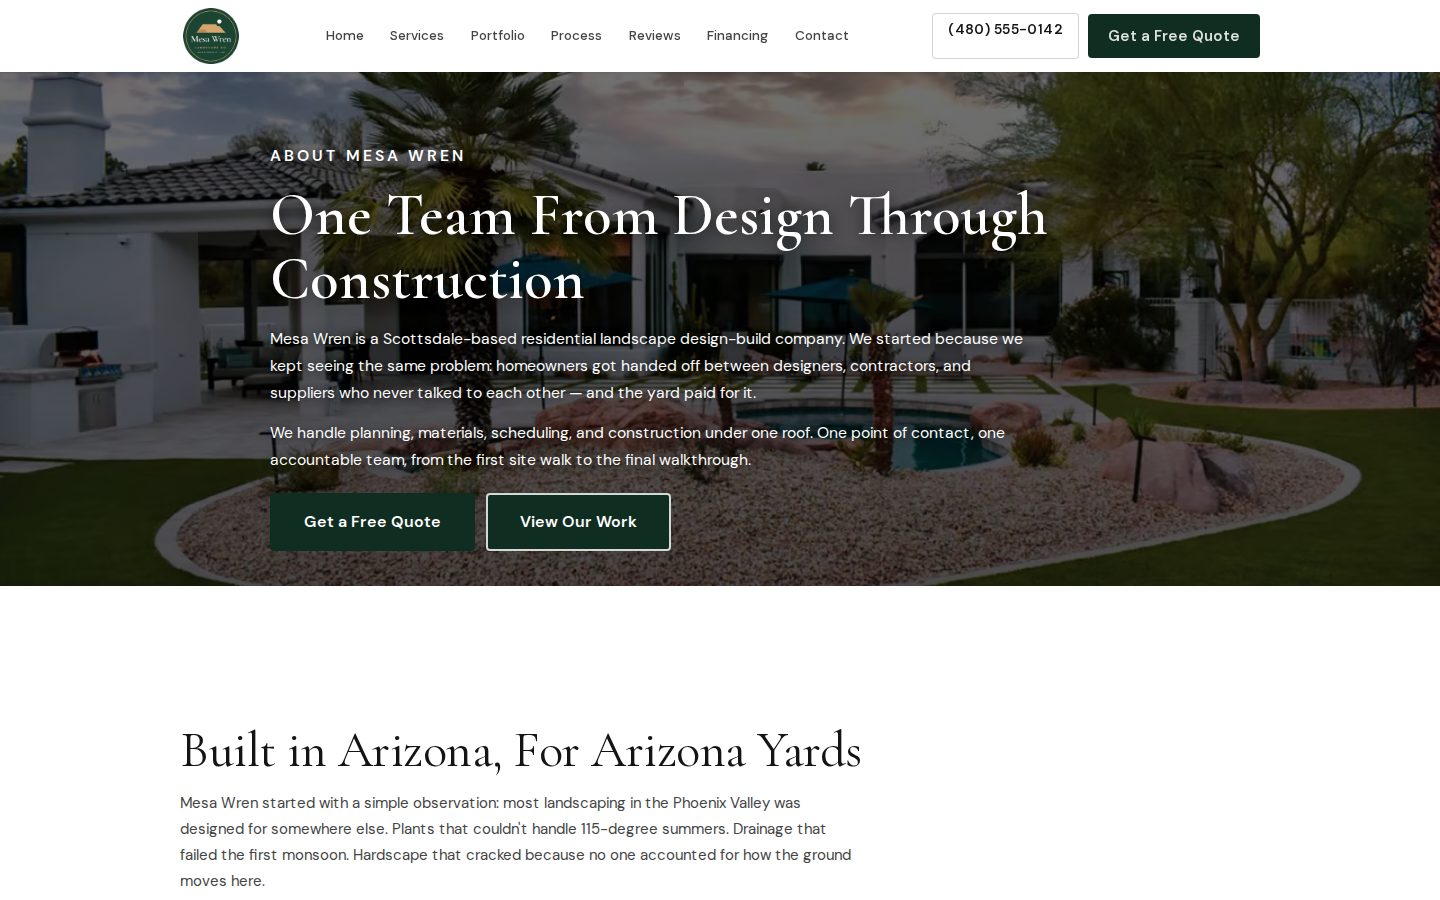 Mesa Wren
Home
Services
Portfolio
Process
Reviews
Financing
Contact
(480) 555-0142
Get a Free Quote
ABOUT MESA WREN
One Team From Design Through
Construction
Mesa Wren is a Scottsdale-based residential landscape design-build company. We started because we
kept seeing the same problem: homeowners got handed off between designers, contractors, and
suppliers who never talked to each other — and the yard paid for it.
We handle planning, materials, scheduling, and construction under one roof. One point of contact, one
accountable team, from the first site walk to the final walkthrough.
Get a Free Quote
View Our Work
Built in Arizona, For Arizona Yards
Mesa Wren started with a simple observation: most landscaping in the Phoenix Valley was
designed for somewhere else. Plants that couldn't handle 115-degree summers. Drainage that
failed the first monsoon. Hardscape that cracked because no one accounted for how the ground
moves here.